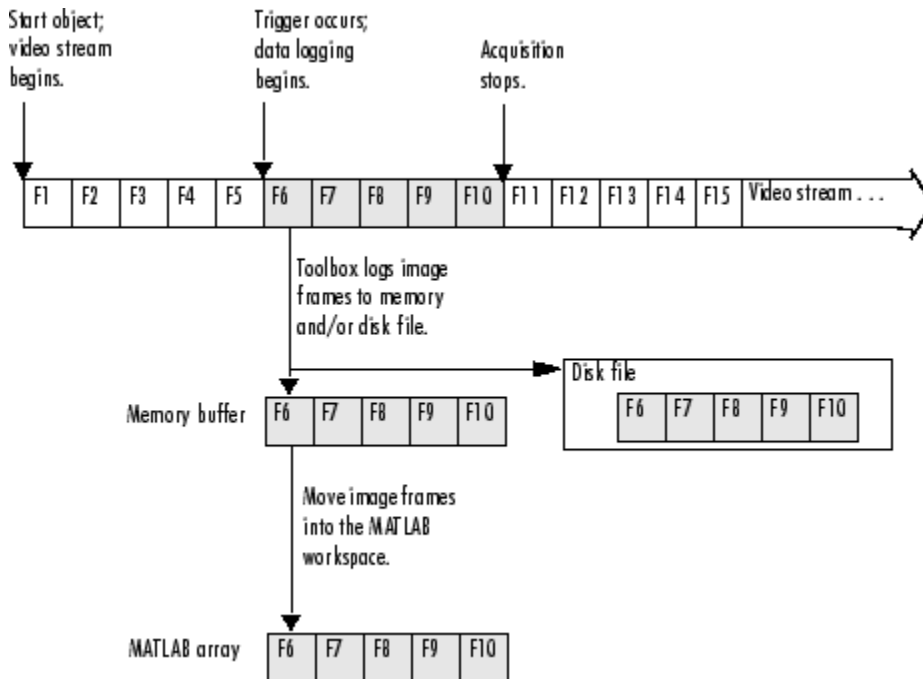 Start object;
video stream
begins.
Trigger occurs;
data logging
begins.
Acquisition
stops.
F1 F2 F3 F4 F5 F6 F7 F8 F9 F10 F11 F12 F13 F14 F15 Video stream . . .
Toolbox logs image
frames to memory
and/or disk file.
Disk file
F6 F7 F8 F9 F10
Memory buffer F6 F7 F8 F9 F10
Move image frames
into the MATLAB
workspace.
MATLAB array F6 F7 F8 F9 F10